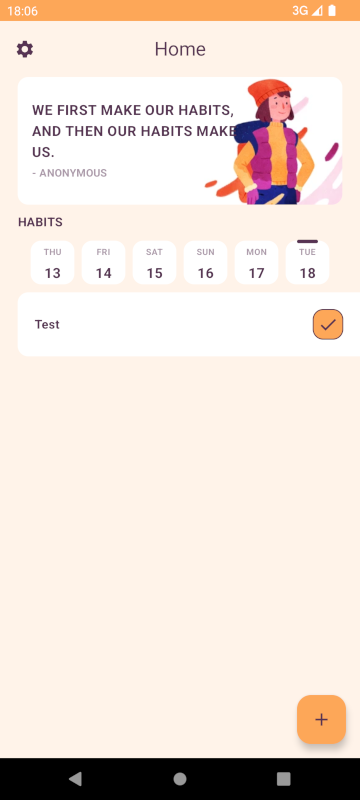 18:06
3G
Home
WE FIRST MAKE OUR HABITS,
AND THEN OUR HABITS MAKE
US.
- ANONYMOUS
HABITS
THU FRI SAT SUN MON TUE
13 14 15 16 17 18
Test